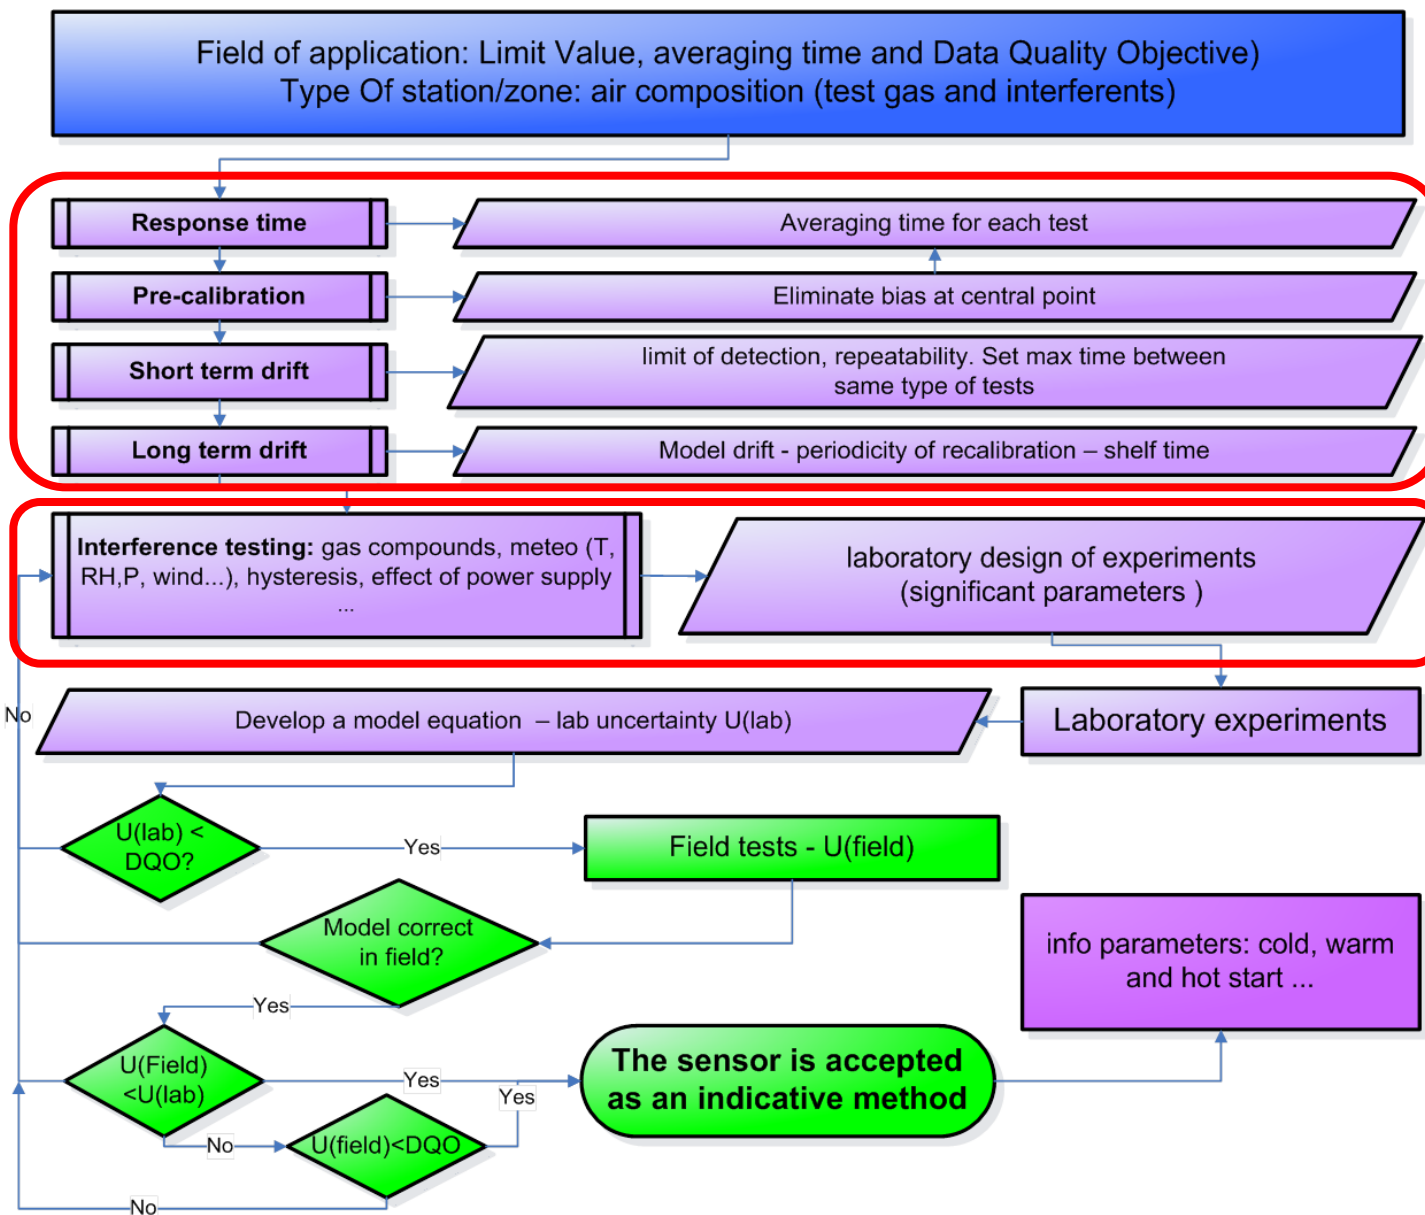 Field of application: Limit Value, averaging time and Data Quality Objective)
Type Of station/zone: air composition (test gas and interferents)
Response time
Averaging time for each test
Pre-calibration
Eliminate bias at central point
Short term drift
limit of detection, repeatability. Set max time between
same type of tests
Long term drift
Model drift - periodicity of recalibration – shelf time
Interference testing: gas compounds, meteo (T,
RH,P, wind...), hysteresis, effect of power supply
...
laboratory design of experiments
(significant parameters )
No
Develop a model equation – lab uncertainty U(lab)
Laboratory experiments
U(lab) <
DQO?
Yes
Field tests - U(field)
Model correct
in field?
info parameters: cold, warm
and hot start ...
Yes
U(Field)
<U(lab)
Yes
Yes
The sensor is accepted
as an indicative method
No
U(field)<DQO
No